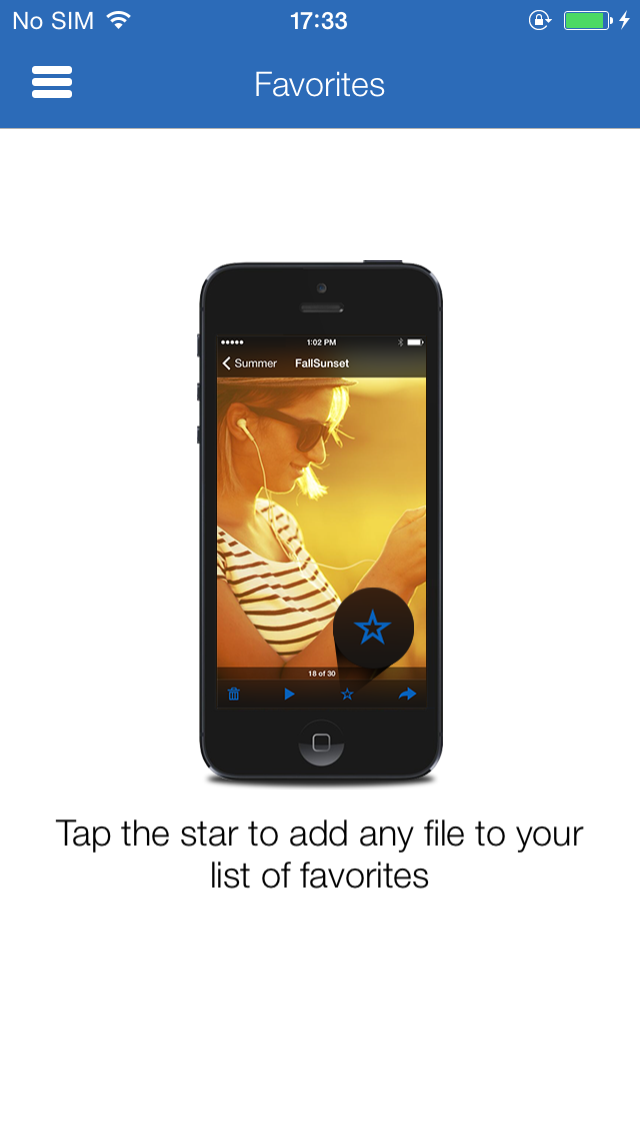 No SIM 17:33
Favorites
1:02 PM
Summer FallSunset
18 of 30
Tap the star to add any file to your
list of favorites